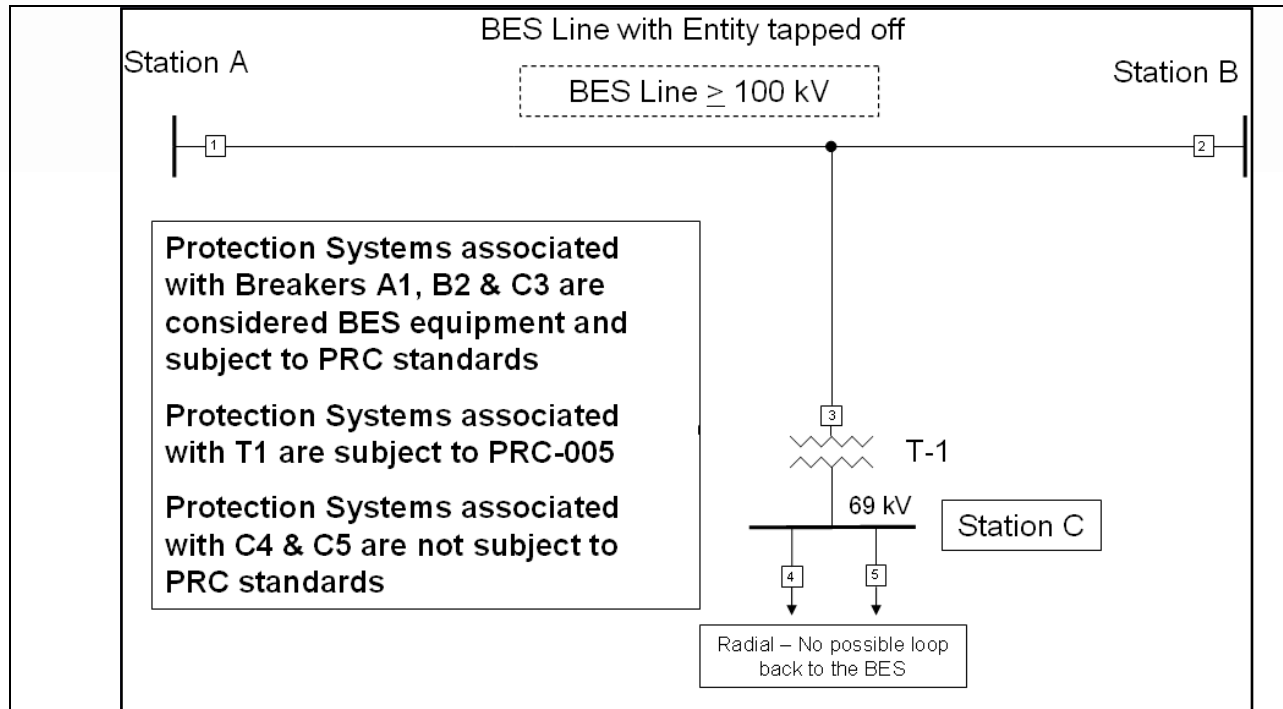 BES Line with Entity tapped off
Station A
Station B
BES Line ≥ 100 kV
1
2
Protection Systems associated
with Breakers A1, B2 & C3 are
considered BES equipment and
subject to PRC standards
Protection Systems associated
with T1 are subject to PRC-005
Protection Systems associated
with C4 & C5 are not subject to
PRC standards
3
T-1
69 kV
Station C
4
5
Radial – No possible loop
back to the BES